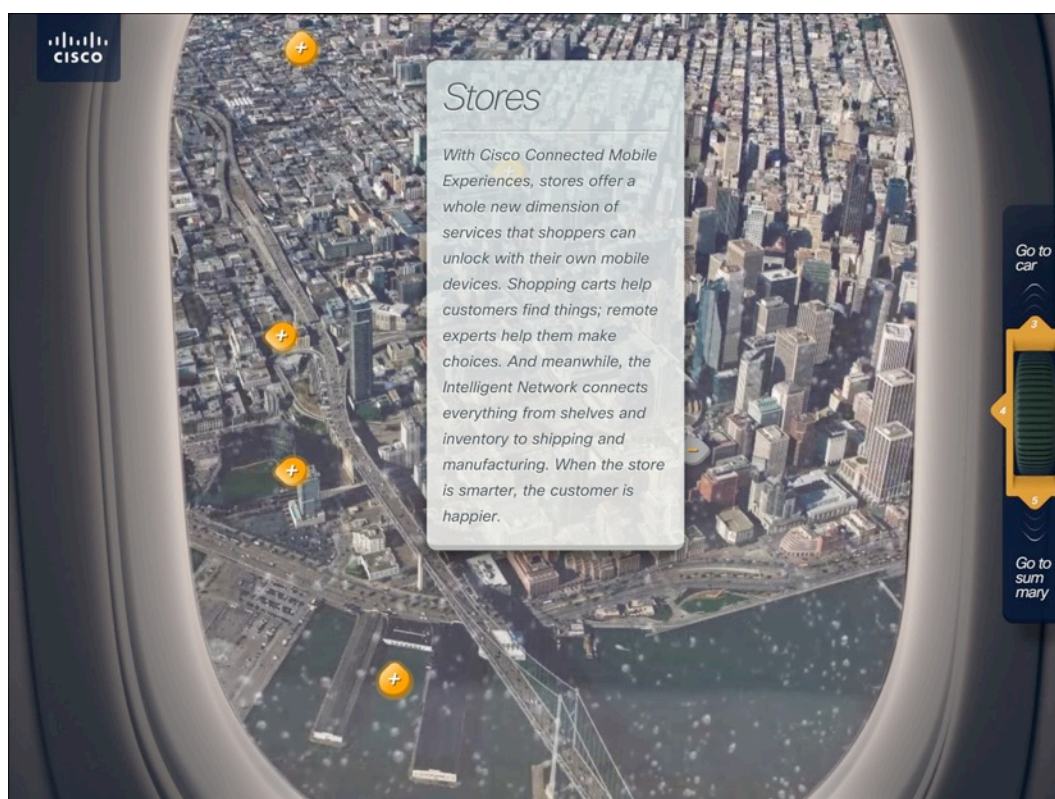 CISCO
Stores
With Cisco Connected Mobile
Experiences, stores offer a
whole new dimension of
services that shoppers can
unlock with their own mobile
devices. Shopping carts help
customers find things; remote
experts help them make
choices. And meanwhile, the
Intelligent Network connects
everything from shelves and
inventory to shipping and
manufacturing. When the store
is smarter, the customer is
happier.
Go to
car
3
4
5
Go to
sum
mary